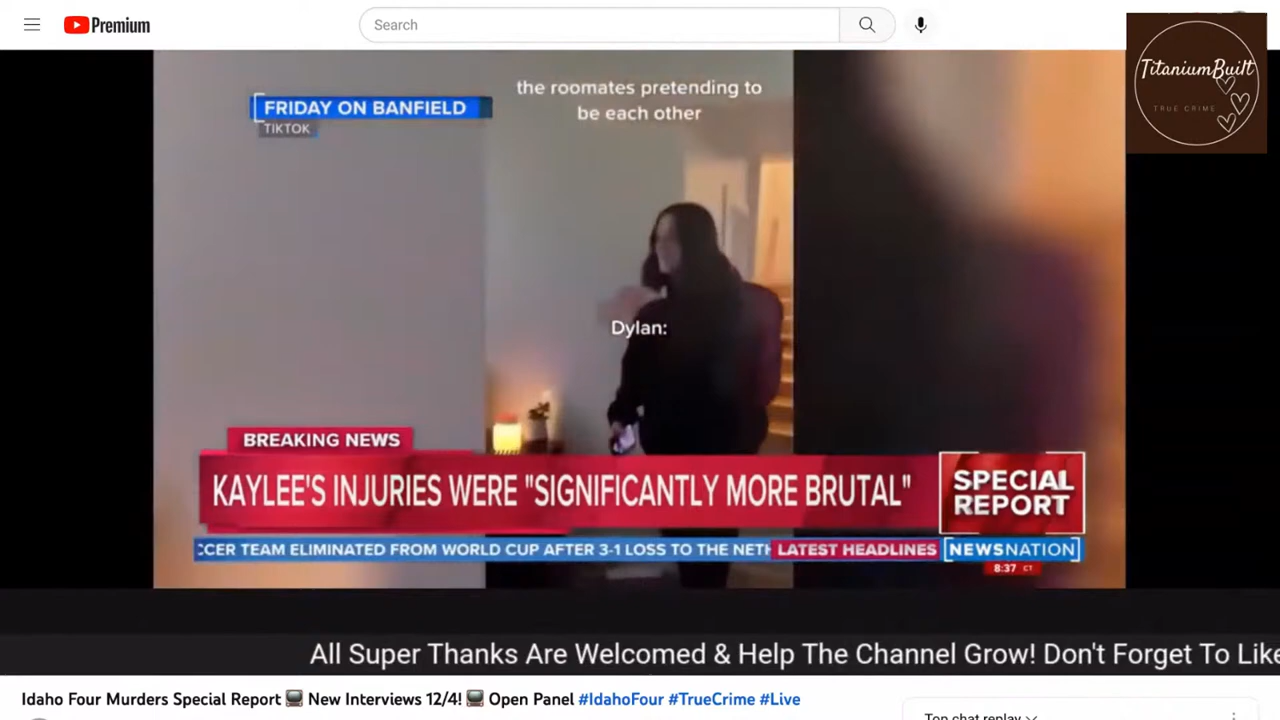 Premium
Search
TitaniumBuilt
TRUE CRIME
FRIDAY ON BANFIELD
TIKTOK
the roomates pretending to
be each other
Dylan:
BREAKING NEWS
KAYLEE'S INJURIES WERE "SIGNIFICANTLY MORE BRUTAL"
SPECIAL
REPORT
CCER TEAM ELIMINATED FROM WORLD CUP AFTER 3-1 LOSS TO THE NETH
LATEST HEADLINES
NEWSNATION
8:37 CT
All Super Thanks Are Welcomed & Help The Channel Grow! Don't Forget To Like
Idaho Four Murders Special Report 📺 New Interviews 12/4! 📺 Open Panel #IdahoFour #TrueCrime #Live
Top chat replay